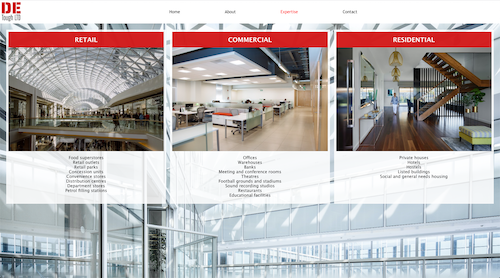 DE
Tough LTD
Home
About
Expertise
Contact
RETAIL
Food superstores
Retail outlets
Retail parks
Concession units
Convenience stores
Distribution centres
Department stores
Petrol filling stations
COMMERCIAL
Offices
Warehouses
Banks
Meeting and conference rooms
Theatres
Football grounds and stadiums
Sound recording studios
Restaurants
Educational facilities
RESIDENTIAL
Private houses
Hotels
Hostels
Listed buildings
Social and general needs housing